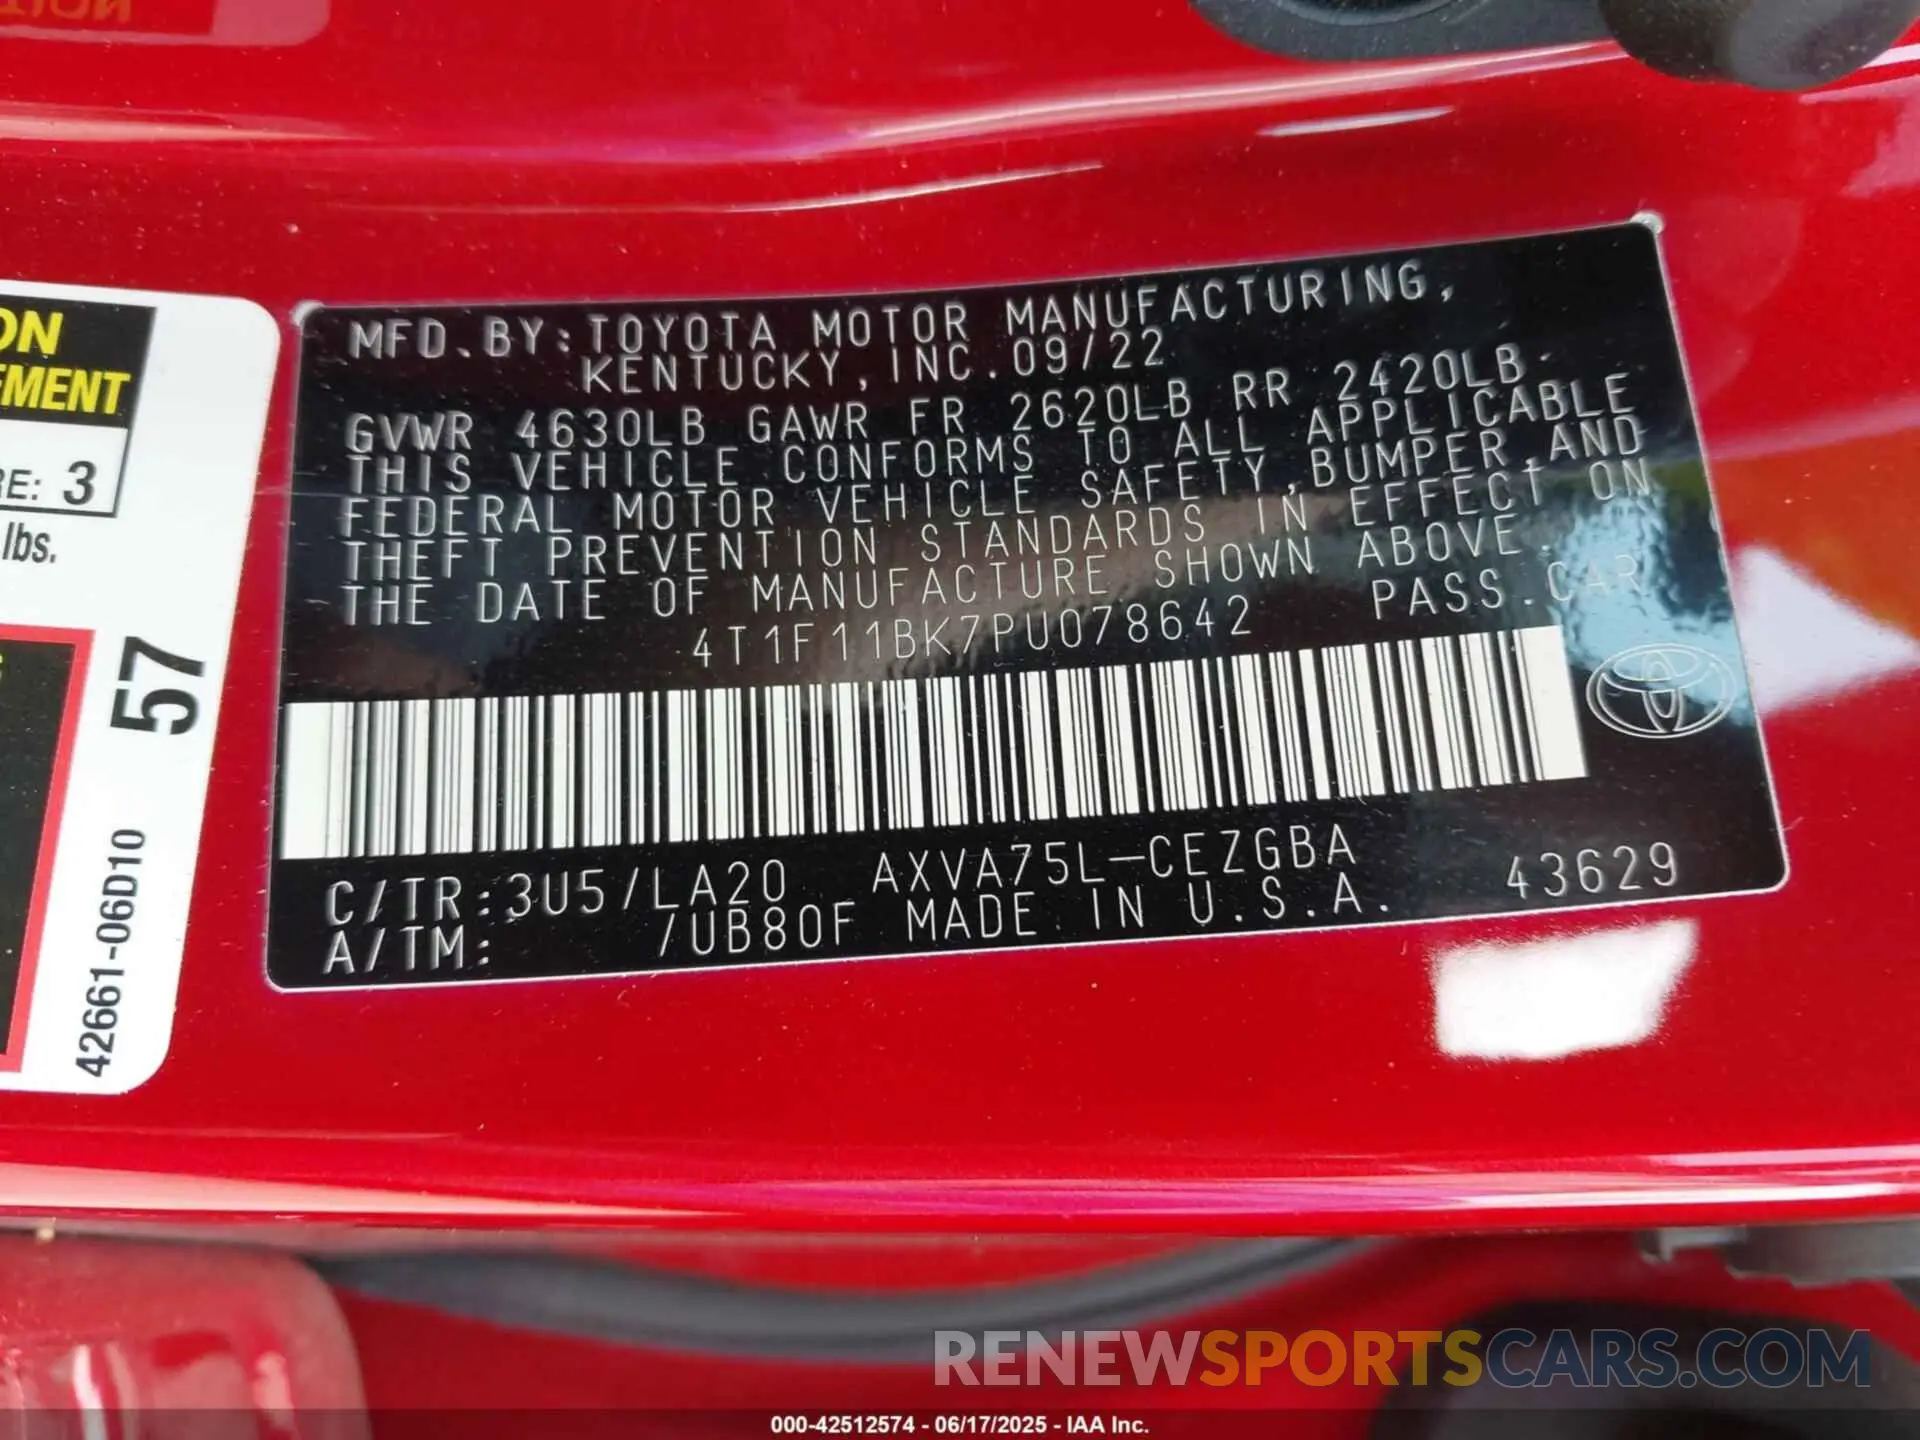 MFD. BY: TOYOTA MOTOR MANUFACTURING,
KENTUCKY, INC. 09/22
GVWR 4630LB GAWR FR 2620LB RR 2420LB
THIS VEHICLE CONFORMS TO ALL APPLICABLE
FEDERAL MOTOR VEHICLE SAFETY, BUMPER, AND
THEFT PREVENTION STANDARDS IN EFFECT ON
THE DATE OF MANUFACTURE SHOWN ABOVE.
4T1F11BK7PU078642 PASS. CAR
C/TR: 3U5/LA20 AXVA75L-CEZGBA 43629
A/TM: /UB80F MADE IN U.S.A.
ON
EMENT
RE: 3
lbs.
57
42661-06D10
RENEWSPORTSCARS.COM
000-42512574 - 06/17/2025 - IAA Inc.